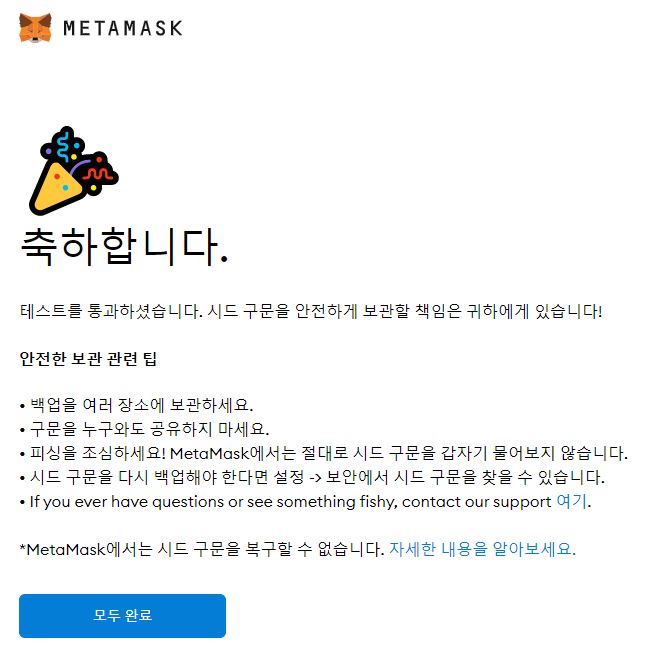 METAMASK
축하합니다.
테스트를 통과하셨습니다. 시드 구문을 안전하게 보관할 책임은 귀하에게 있습니다!
안전한 보관 관련 팁
• 백업을 여러 장소에 보관하세요.
• 구문을 누구와도 공유하지 마세요.
• 피싱을 조심하세요! MetaMask에서는 절대로 시드 구문을 갑자기 물어보지 않습니다.
• 시드 구문을 다시 백업해야 한다면 설정 -> 보안에서 시드 구문을 찾을 수 있습니다.
• If you ever have questions or see something fishy, contact our support 여기.
*MetaMask에서는 시드 구문을 복구할 수 없습니다. 자세한 내용을 알아보세요.
모두 완료